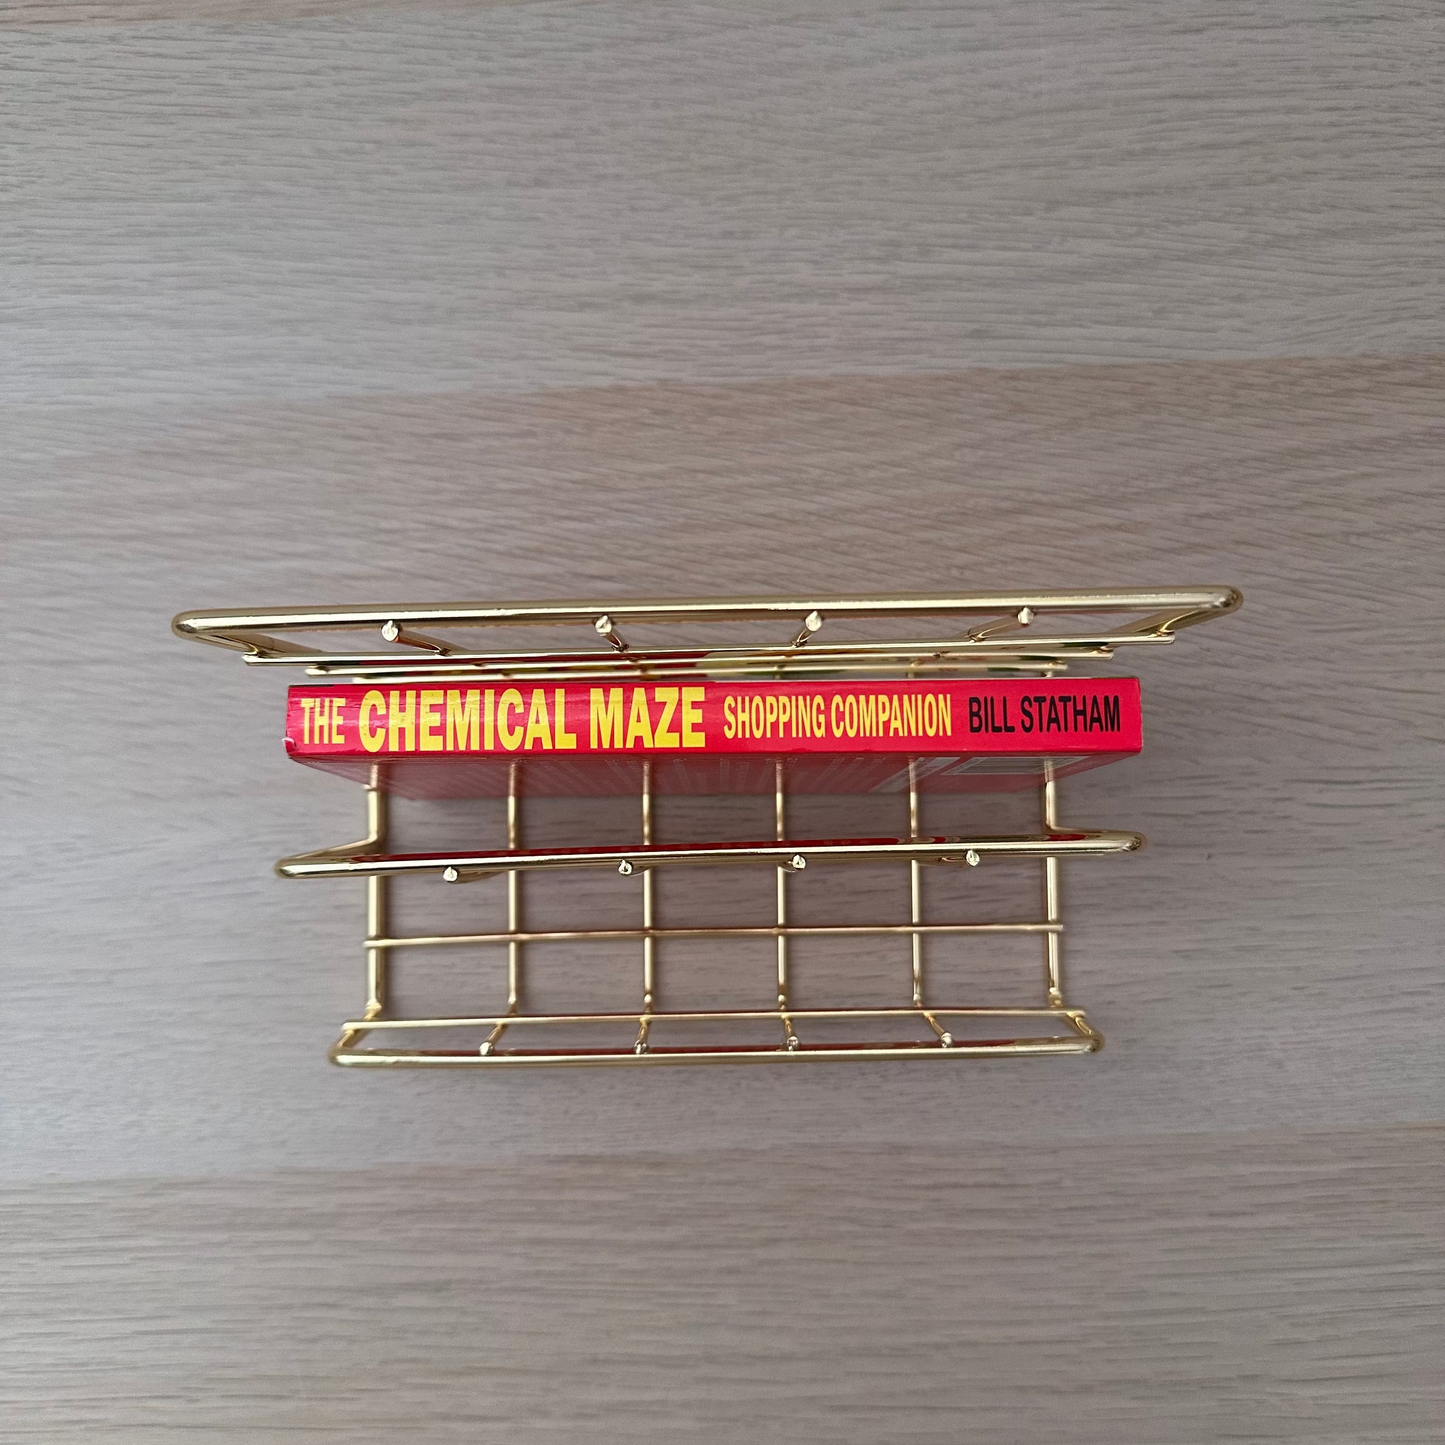 THE CHEMICAL MAZE SHOPPING COMPANION BILL STATHAM